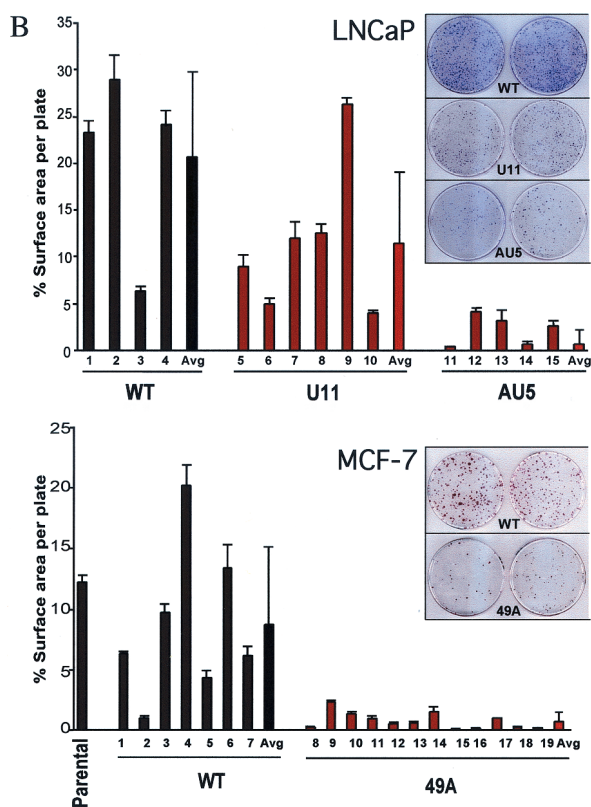 B
LNCaP
% Surface area per plate
35
30
25
20
15
10
5
0
WT
U11
AU5
1 2 3 4 Avg
5 6 7 8 9 10 Avg
11 12 13 14 15 Avg
WT
U11
AU5
MCF-7
% Surface area per plate
25
20
15
10
5
0
WT
49A
Parental
1 2 3 4 5 6 7 Avg
8 9 10 11 12 13 14 15 16 17 18 19 Avg
WT
49A